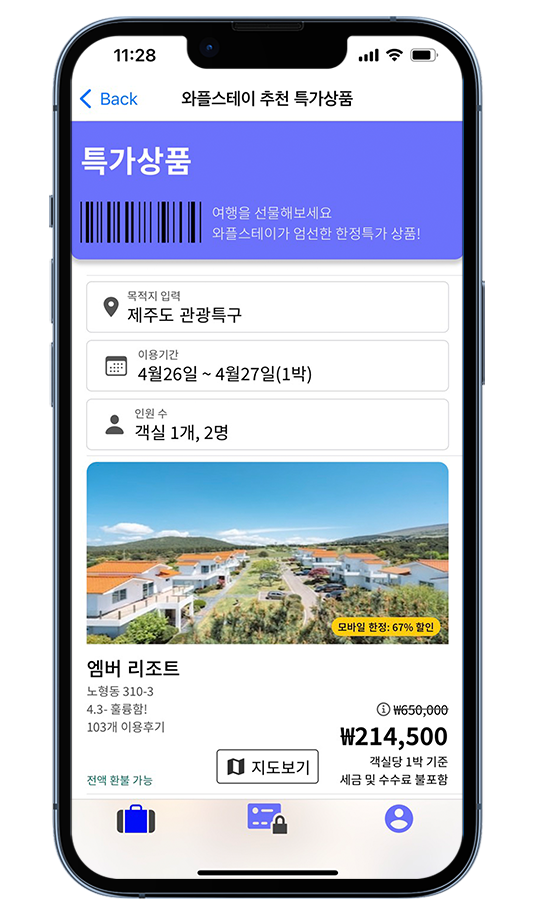 11:28
Back
와플스테이 추천 특가상품
특가상품
여행을 선물해보세요
와플스테이가 엄선한 한정특가 상품!
목적지 입력
제주도 관광특구
이용기간
4월26일 ~ 4월27일(1박)
인원 수
객실 1개, 2명
모바일 한정: 67% 할인
엠버 리조트
노형동 310-3
4.3- 훌륭함!
103개 이용후기
₩650,000
₩214,500
객실당 1박 기준
지도보기
전액 환불 가능
세금 및 수수료 불포함